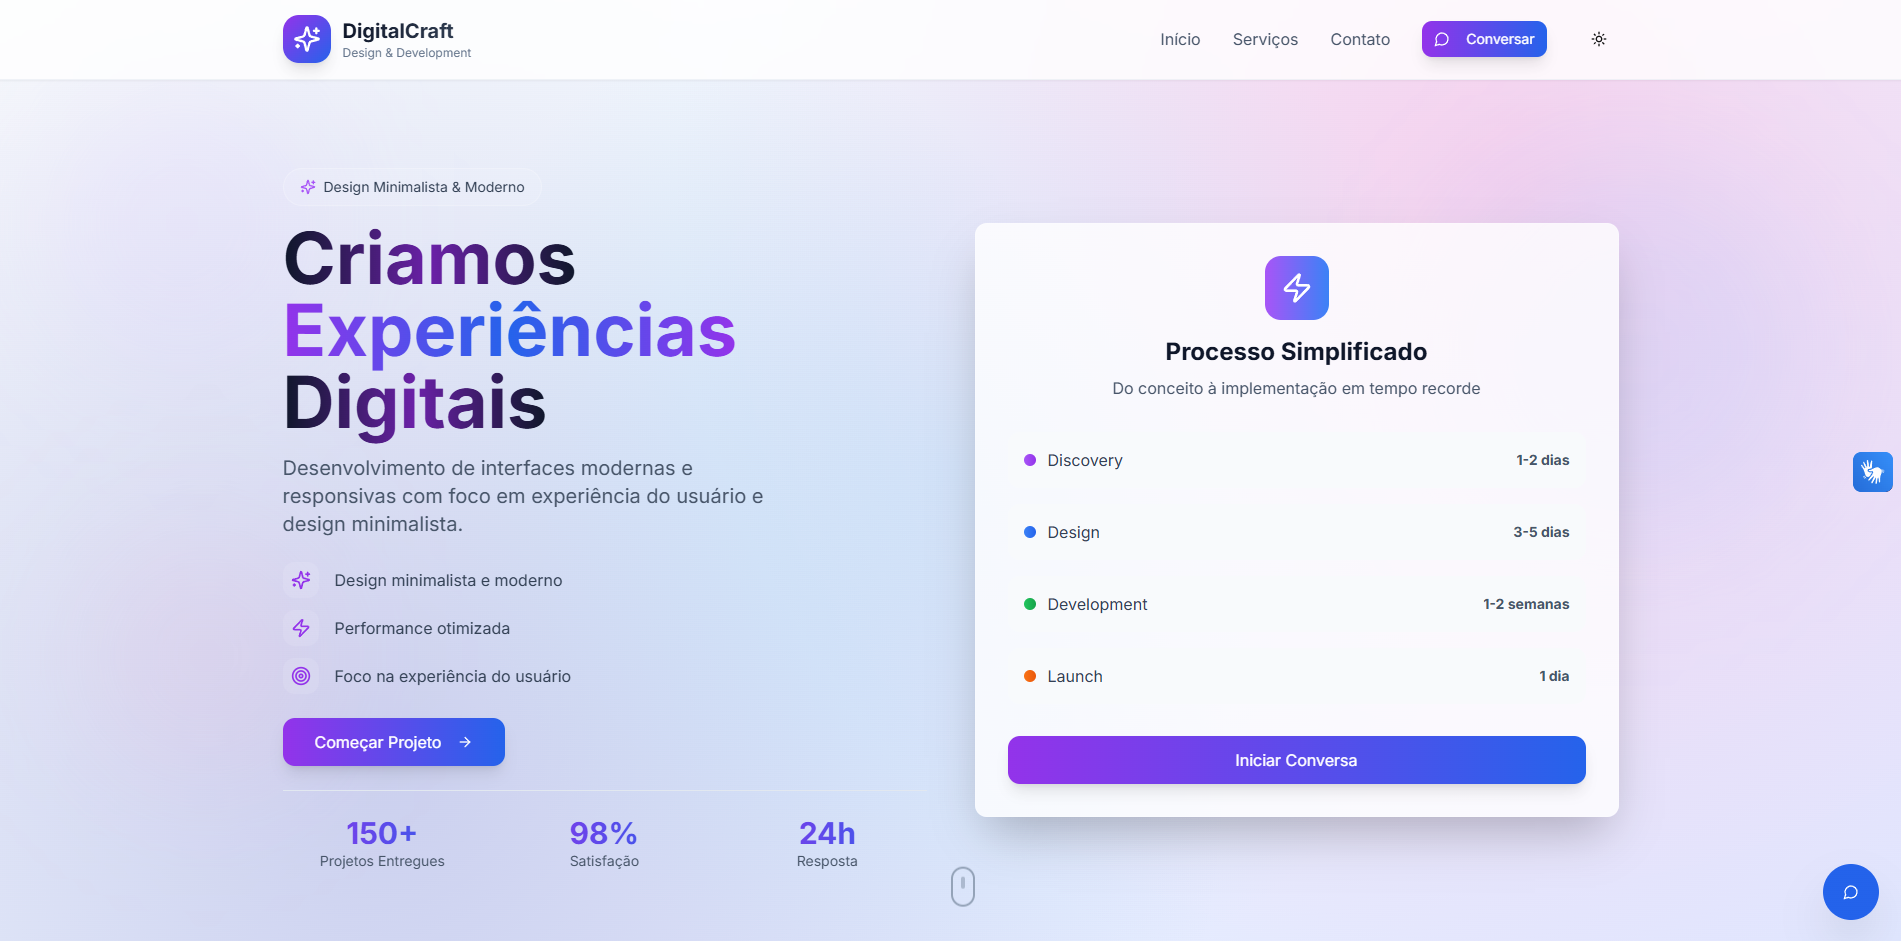 DigitalCraft
Design & Development
Início
Serviços
Contato
Conversar
Design Minimalista & Moderno
Criamos
Experiências
Digitais
Desenvolvimento de interfaces modernas e
responsivas com foco em experiência do usuário e
design minimalista.
Design minimalista e moderno
Performance otimizada
Foco na experiência do usuário
Começar Projeto
150+
Projetos Entregues
98%
Satisfação
24h
Resposta
Processo Simplificado
Do conceito à implementação em tempo recorde
Discovery 1-2 dias
Design 3-5 dias
Development 1-2 semanas
Launch 1 dia
Iniciar Conversa